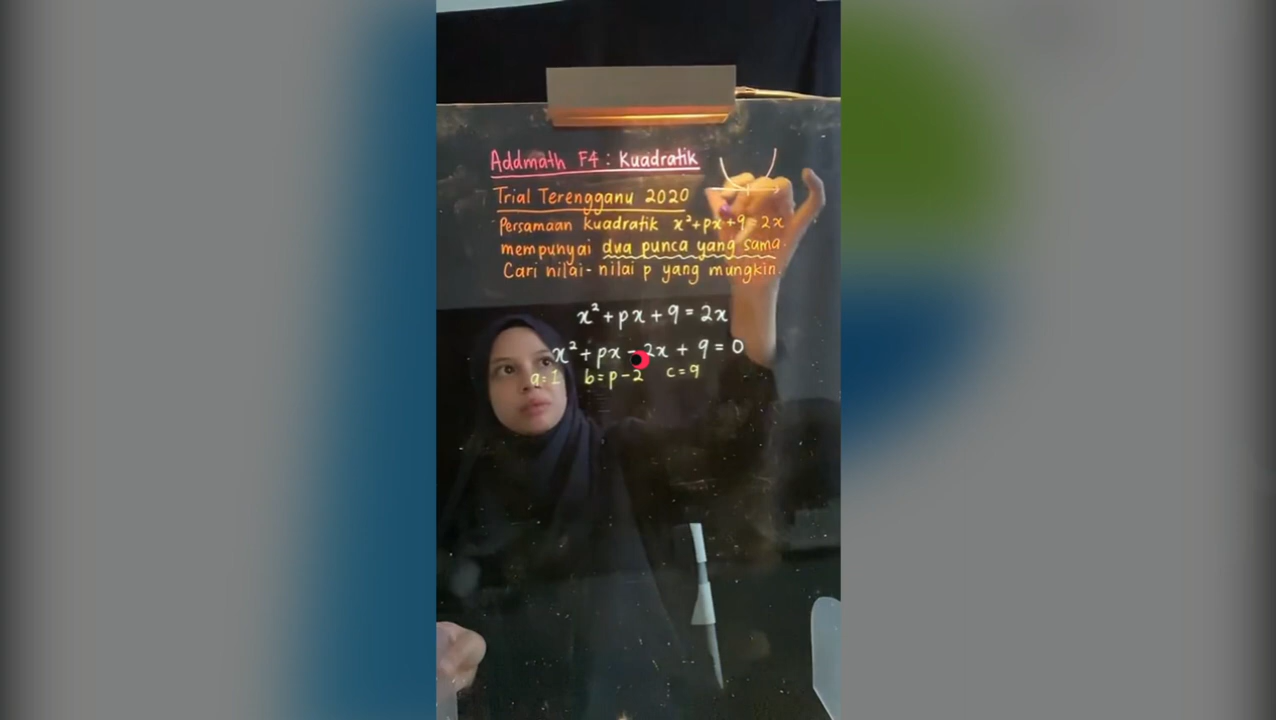 Addmath F4 : Kuadratik
Trial Terengganu 2020
Persamaan kuadratik x²+px+9=2x
mempunyai dua punca yang sama.
Cari nilai-nilai p yang mungkin.
x²+px+9=2x
x²+px-2x+9=0
a=1 b=p-2 c=9